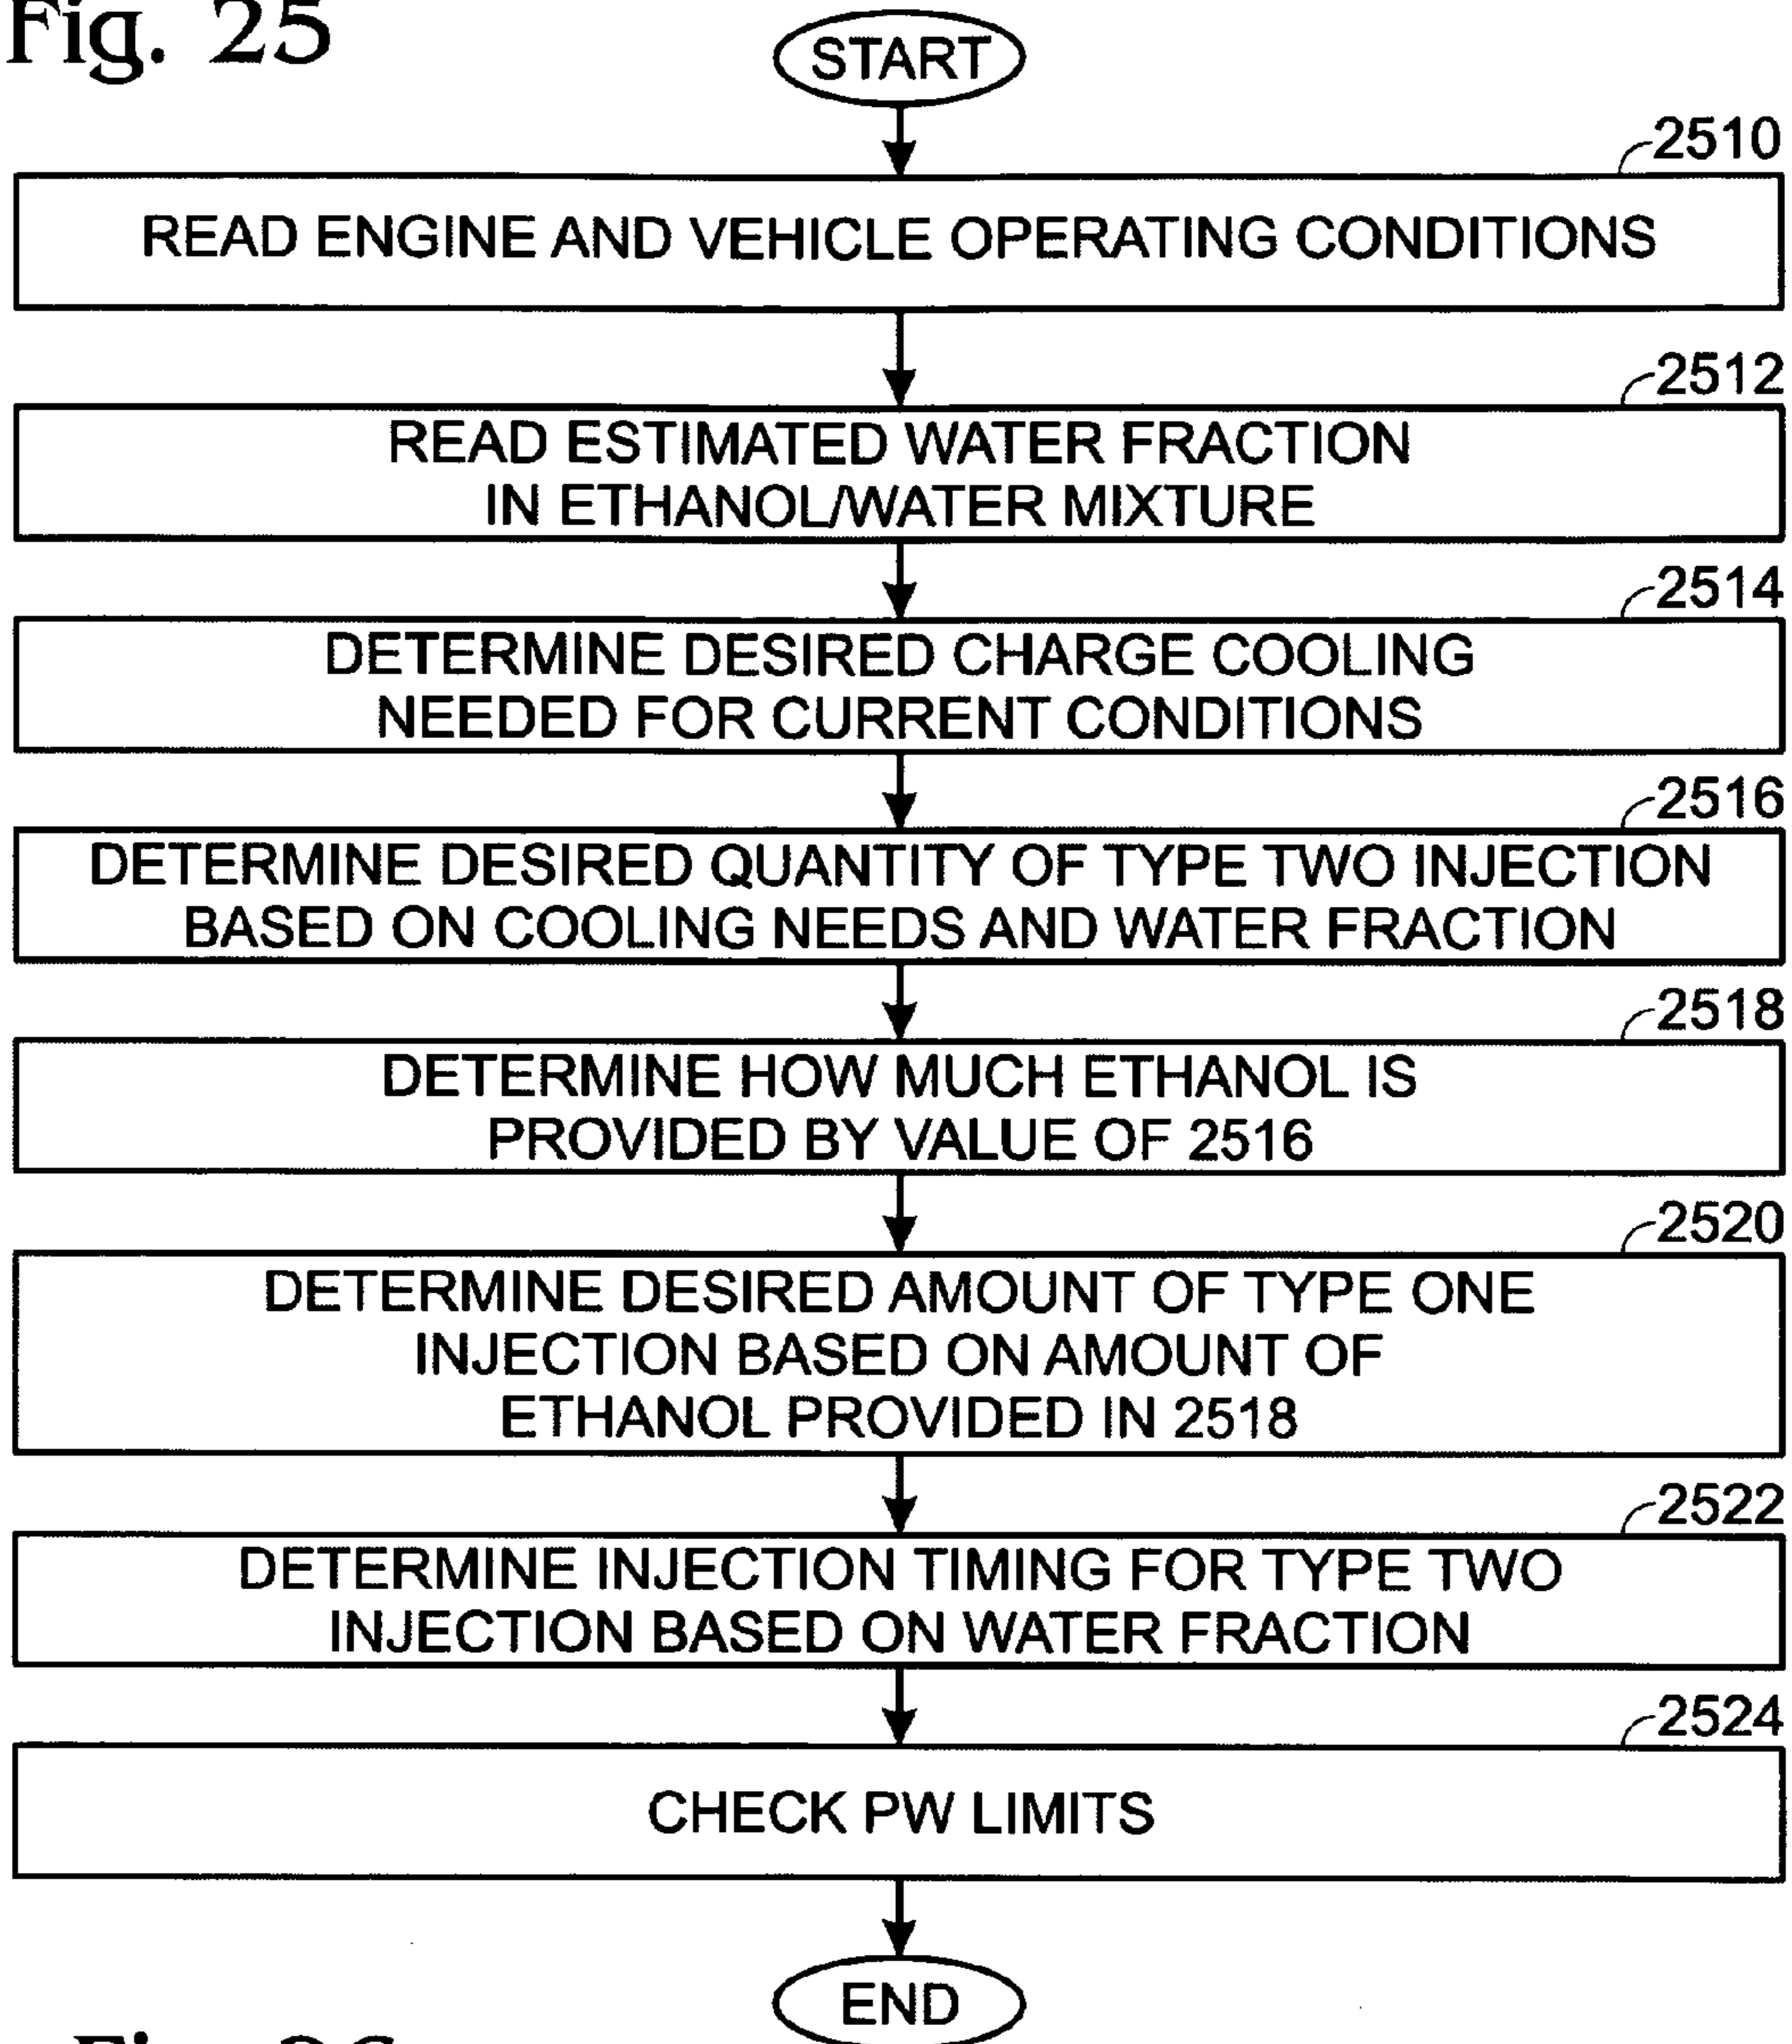 Fig. 25
START
2510
READ ENGINE AND VEHICLE OPERATING CONDITIONS
2512
READ ESTIMATED WATER FRACTION
IN ETHANOL/WATER MIXTURE
2514
DETERMINE DESIRED CHARGE COOLING
NEEDED FOR CURRENT CONDITIONS
2516
DETERMINE DESIRED QUANTITY OF TYPE TWO INJECTION
BASED ON COOLING NEEDS AND WATER FRACTION
2518
DETERMINE HOW MUCH ETHANOL IS
PROVIDED BY VALUE OF 2516
2520
DETERMINE DESIRED AMOUNT OF TYPE ONE
INJECTION BASED ON AMOUNT OF
ETHANOL PROVIDED IN 2518
2522
DETERMINE INJECTION TIMING FOR TYPE TWO
INJECTION BASED ON WATER FRACTION
2524
CHECK PW LIMITS
END